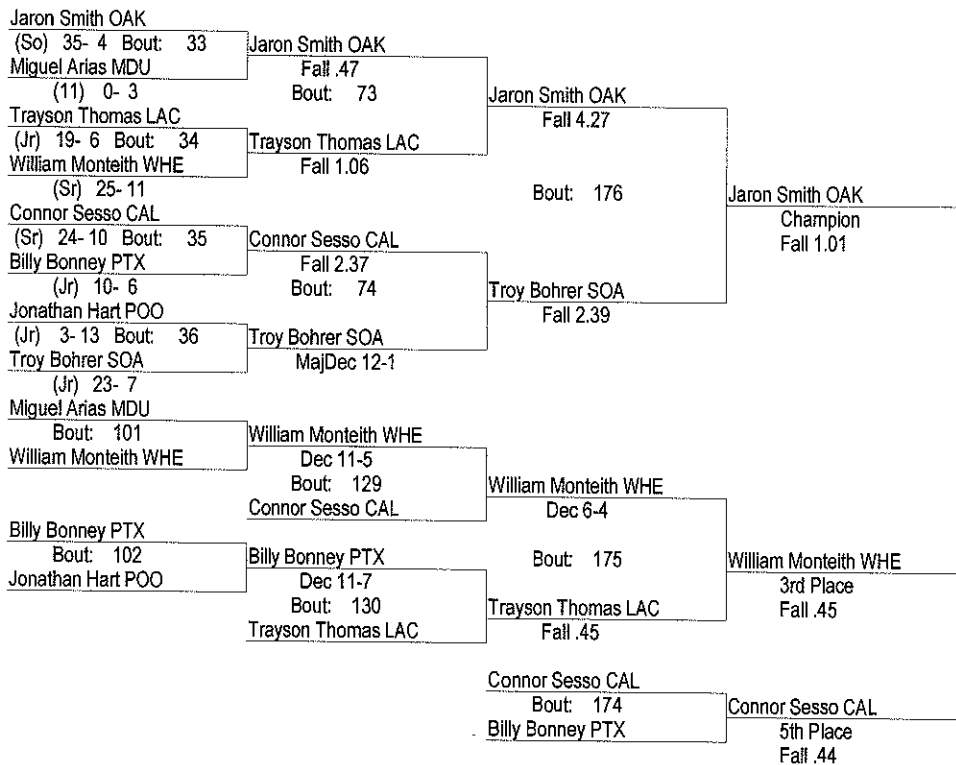 Jaron Smith OAK
(So) 35- 4 Bout: 33
Miguel Arias MDU
(11) 0- 3
Trayson Thomas LAC
(Jr) 19- 6 Bout: 34
William Monteith WHE
(Sr) 25- 11
Connor Sesso CAL
(Sr) 24- 10 Bout: 35
Billy Bonney PTX
(Jr) 10- 6
Jonathan Hart POO
(Jr) 3- 13 Bout: 36
Troy Bohrer SOA
(Jr) 23- 7
Jaron Smith OAK
Fall .47
Bout: 73
Trayson Thomas LAC
Fall 1.06
Connor Sesso CAL
Fall 2.37
Bout: 74
Troy Bohrer SOA
MajDec 12-1
Jaron Smith OAK
Fall 4.27
Bout: 176
Troy Bohrer SOA
Fall 2.39
Jaron Smith OAK
Champion
Fall 1.01
Miguel Arias MDU
Bout: 101
William Monteith WHE
Billy Bonney PTX
Bout: 102
Jonathan Hart POO
William Monteith WHE
Dec 11-5
Bout: 129
Connor Sesso CAL
Billy Bonney PTX
Dec 11-7
Bout: 130
Trayson Thomas LAC
William Monteith WHE
Dec 6-4
Bout: 175
Trayson Thomas LAC
Fall .45
William Monteith WHE
3rd Place
Fall .45
Connor Sesso CAL
Bout: 174
Billy Bonney PTX
Connor Sesso CAL
5th Place
Fall .44